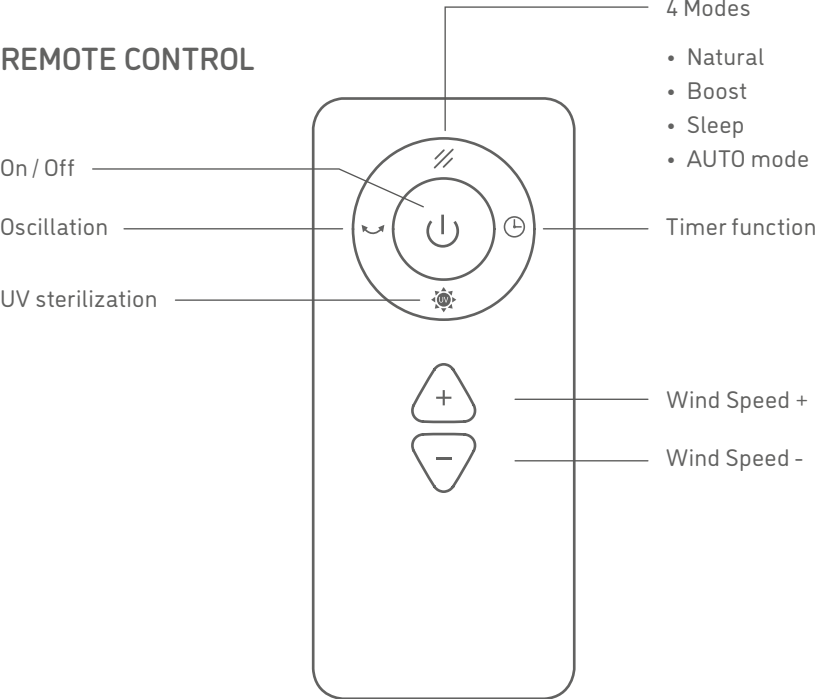 4 Modes
REMOTE CONTROL
• Natural
• Boost
• Sleep
• AUTO mode
On / Off
Oscillation
Timer function
UV sterilization
UV
+
Wind Speed +
−
Wind Speed -